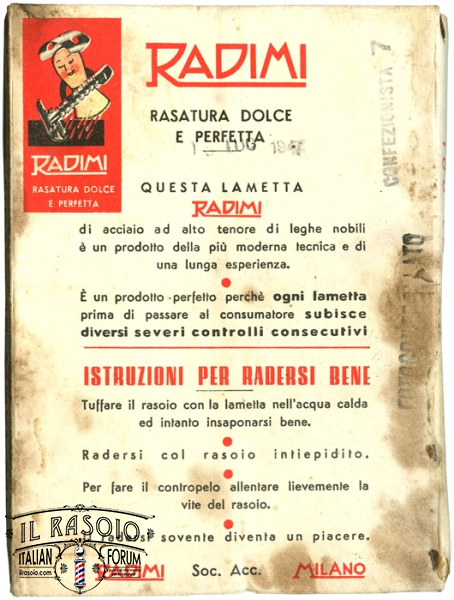 RADIMI
RASATURA DOLCE
E PERFETTA
LUG 194
CONFEZIONISTA 7
RADIMI
RASATURA DOLCE
E PERFETTA
QUESTA LAMETTA
RADIMI
di acciaio ad alto tenore di leghe nobili
è un prodotto della più moderna tecnica e di
una lunga esperienza.
È un prodotto perfetto perchè ogni lametta
prima di passare al consumatore subisce
diversi severi controlli consecutivi
ISTRUZIONI PER RADERSI BENE
Tuffare il rasoio con la lametta nell'acqua calda
ed intanto insaponarsi bene.
Radersi col rasoio intiepidito.
Per fare il contropelo allentare lievemente la
vite del rasoio.
sovente diventa un piacere.
RADIMI Soc. Acc. MILANO
IL RASOIO
ITALIAN FORUM
ilrasoio.com